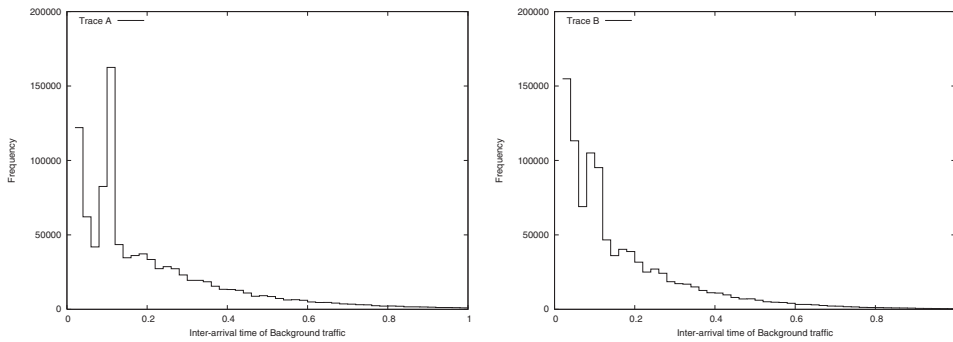 200000
Trace A
150000
Frequency
100000
50000
0
0 0.2 0.4 0.6 0.8 1
Inter-arrival time of Background traffic
200000
Trace B
150000
Frequency
100000
50000
0
0 0.2 0.4 0.6 0.8
Inter-arrival time of Background traffic